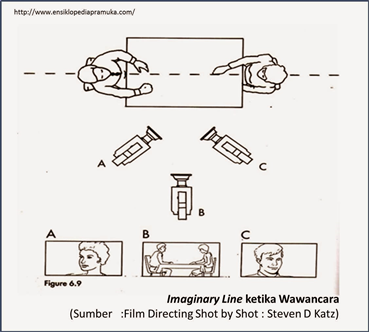 http://www.ensiklopediapramuka.com/
A
C
B
A
B
C
Figure 6.9
Imaginary Line ketika Wawancara
(Sumber :Film Directing Shot by Shot : Steven D Katz)